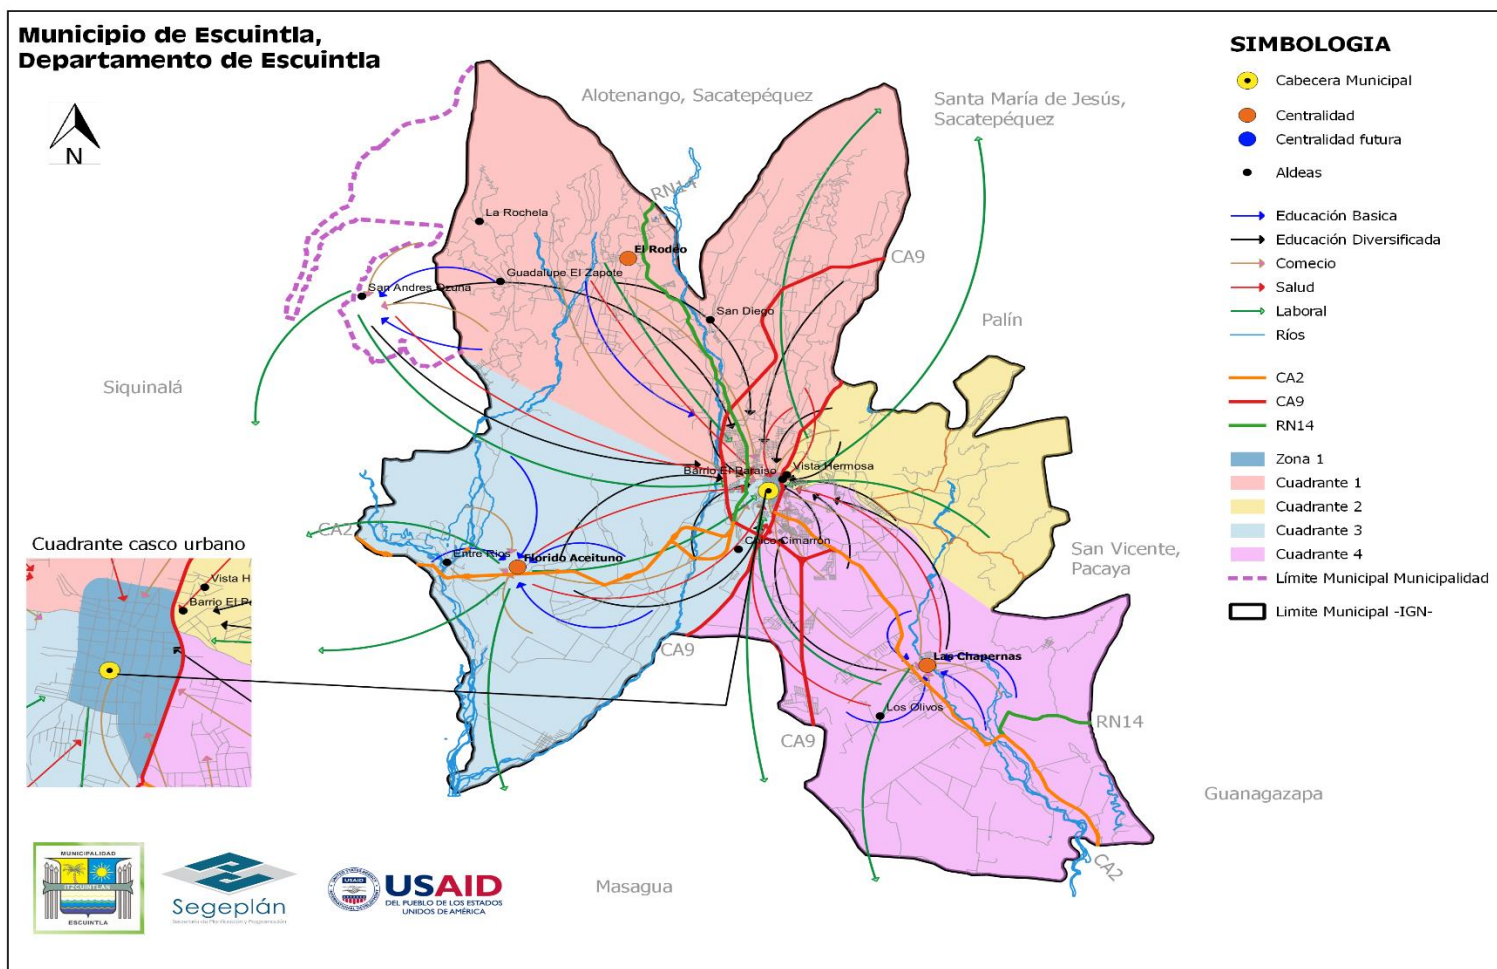 Municipio de Escuintla,
Departamento de Escuintla
N
Alotenango, Sacatepéquez
Santa María de Jesús,
Sacatepéquez
RN14
CA9
La Rochela
El Rodeo
Guadalupe El Zapote
San Andres Ozuna
San Diego
Palín
Siquinalá
Barrio El Paraiso
Vista Hermosa
CA2
Entre Rios
Florido Aceituno
Chico Cimarrón
San Vicente,
Pacaya
CA9
Las Chapernas
Los Olivos
CA9
RN14
Guanagazapa
CA2
Masagua
Cuadrante casco urbano
Vista H
Barrio El P
SIMBOLOGIA
Cabecera Municipal
Centralidad
Centralidad futura
Aldeas
Educación Basica
Educación Diversificada
Comecio
Salud
Laboral
Ríos
CA2
CA9
RN14
Zona 1
Cuadrante 1
Cuadrante 2
Cuadrante 3
Cuadrante 4
Límite Municipal Municipalidad
Limite Municipal -IGN-
MUNICIPALIDAD
ITZCUINTLAN
ESCUINTLA
Segeplán
USAID
DEL PUEBLO DE LOS ESTADOS
UNIDOS DE AMÉRICA